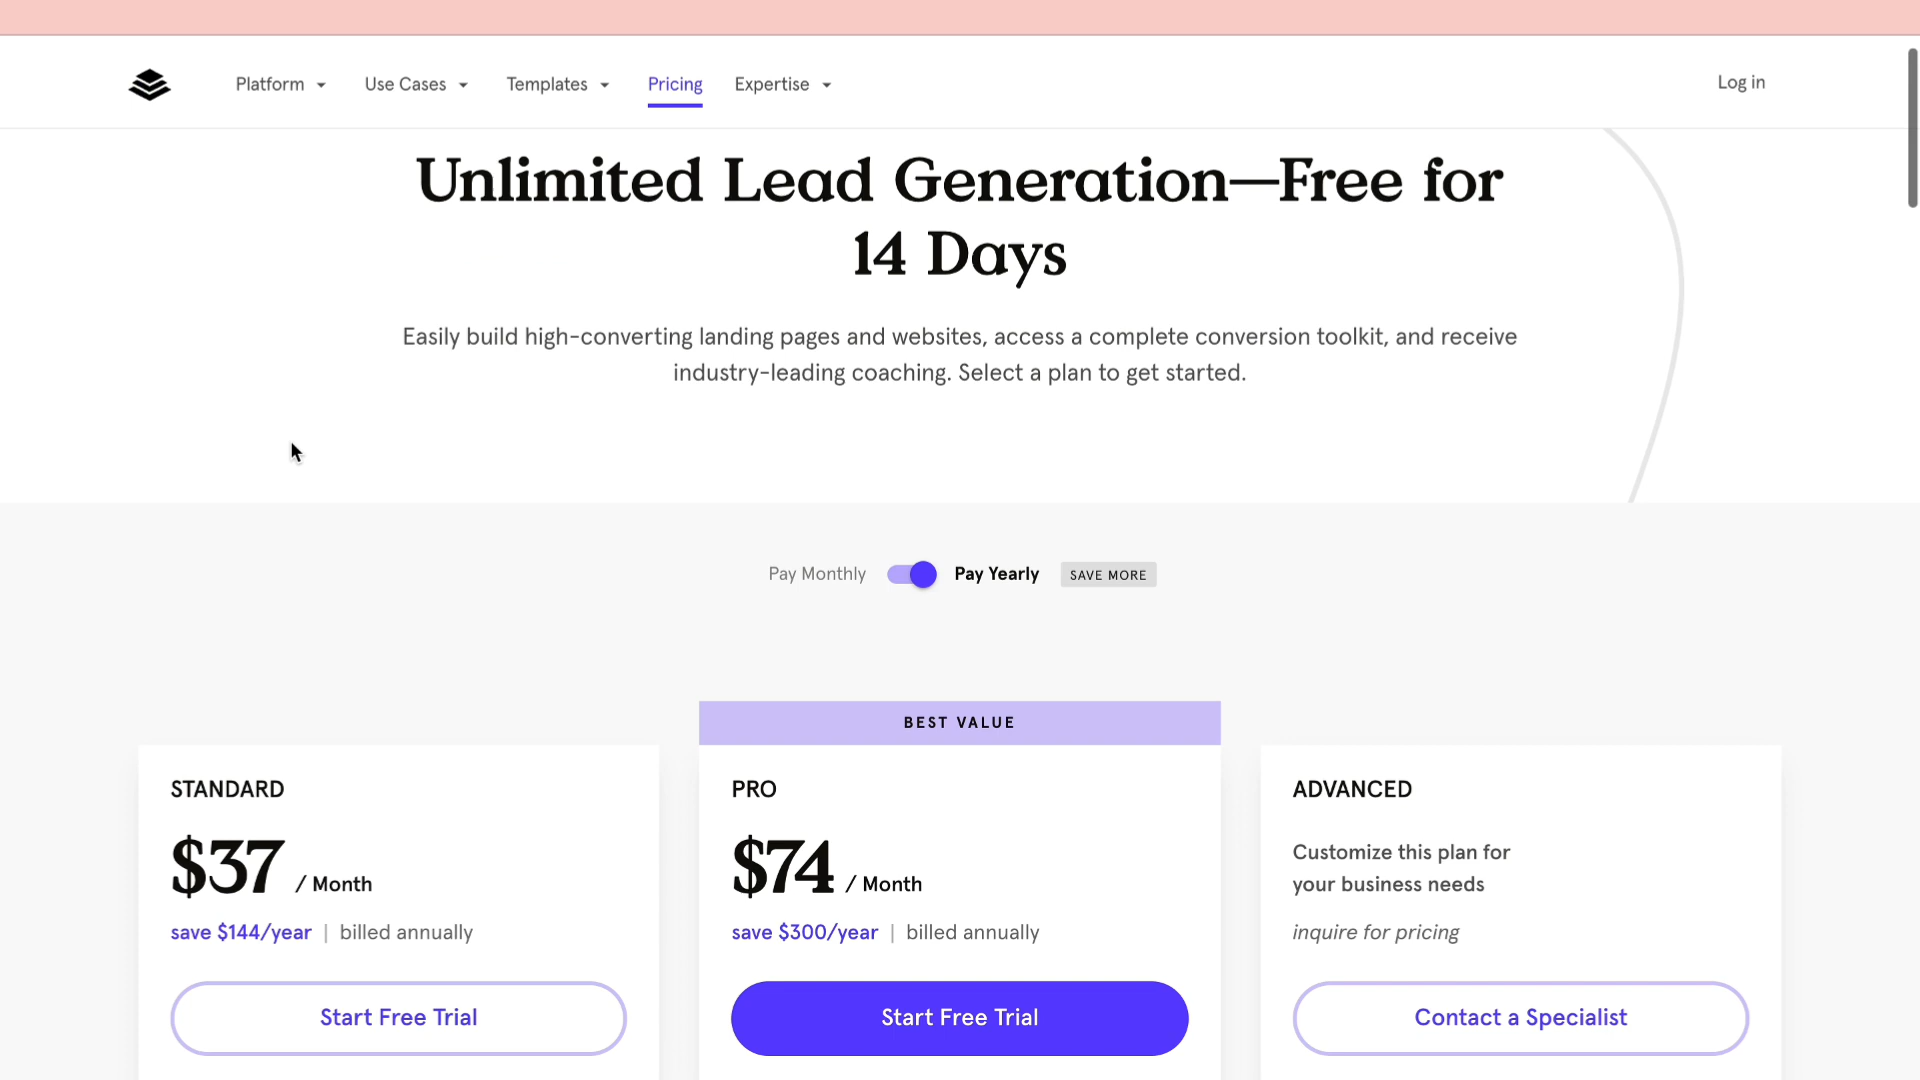 Platform
Use Cases
Templates
Pricing
Expertise
Log in
Unlimited Lead Generation—Free for
14 Days
Easily build high-converting landing pages and websites, access a complete conversion toolkit, and receive
industry-leading coaching. Select a plan to get started.
Pay Monthly
Pay Yearly
SAVE MORE
BEST VALUE
STANDARD
$37 / Month
save $144/year | billed annually
Start Free Trial
PRO
$74 / Month
save $300/year | billed annually
Start Free Trial
ADVANCED
Customize this plan for
your business needs
inquire for pricing
Contact a Specialist